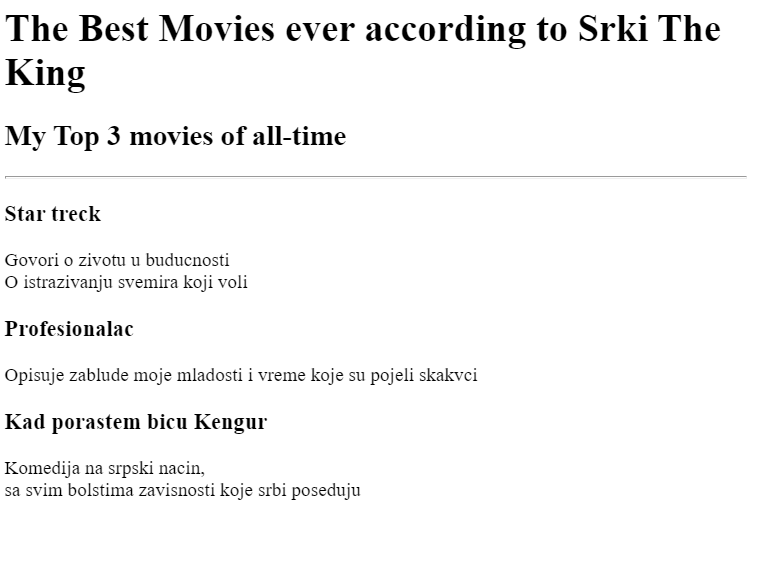 The Best Movies ever according to Srki The
King
My Top 3 movies of all-time
Star treck
Govori o zivotu u buducnosti
O istrazivanju svemira koji voli
Profesionalac
Opisuje zablude moje mladosti i vreme koje su pojeli skakvci
Kad porastem bicu Kengur
Komedija na srpski nacin,
sa svim bolstima zavisnosti koje srbi poseduju